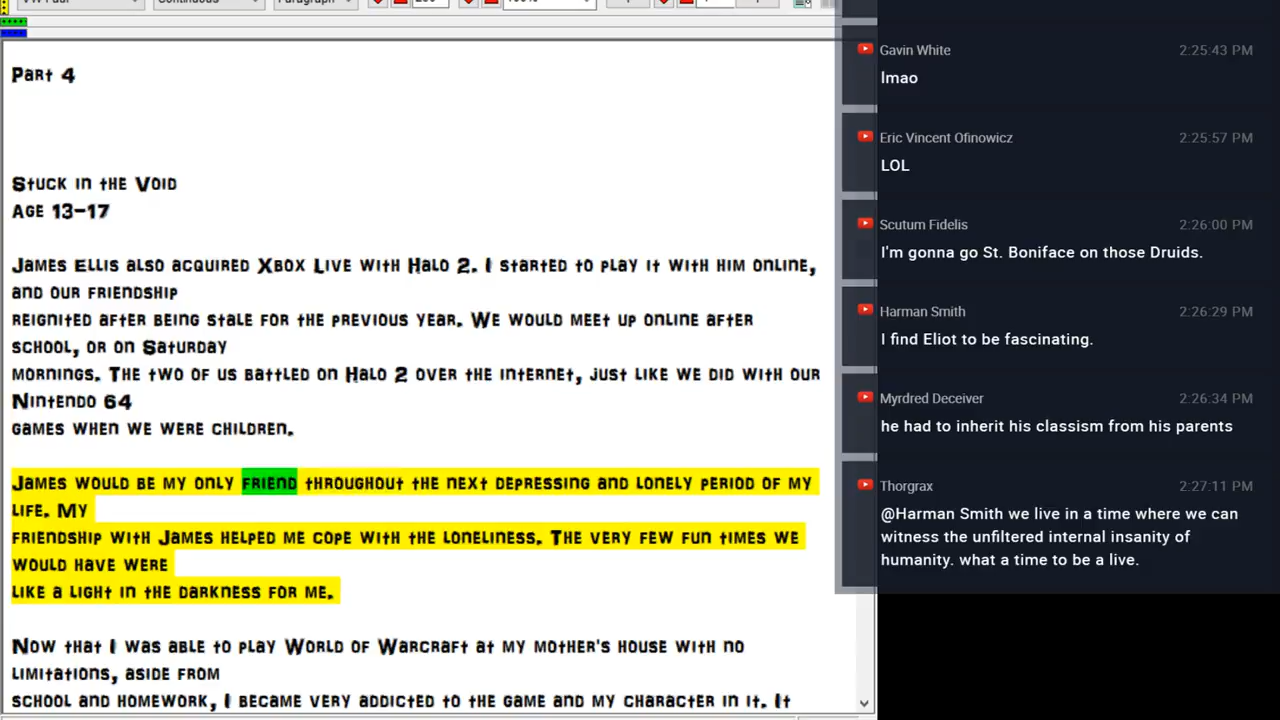 Part 4
Stuck in the Void
Age 13-17
James Ellis also acquired Xbox Live with Halo 2. I started to play it with him online,
and our friendship
reignited after being stale for the previous year. We would meet up online after
school, or on Saturday
mornings. The two of us battled on Halo 2 over the internet, just like we did with our
Nintendo 64
games when we were children.
James would be my only friend throughout the next depressing and lonely period of my
life. My
friendship with James helped me cope with the loneliness. The very few fun times we
would have were
like a light in the darkness for me.
Now that I was able to play World of Warcraft at my mother's house with no
limitations, aside from
school and homework, I became very addicted to the game and my character in it. It
Gavin White 2:25:43 PM
lmao
Eric Vincent Ofinowicz 2:25:57 PM
LOL
Scutum Fidelis 2:26:00 PM
I'm gonna go St. Boniface on those Druids.
Harman Smith 2:26:29 PM
I find Eliot to be fascinating.
Myrdred Deceiver 2:26:34 PM
he had to inherit his classism from his parents
Thorgrax 2:27:11 PM
@Harman Smith we live in a time where we can
witness the unfiltered internal insanity of
humanity. what a time to be a live.